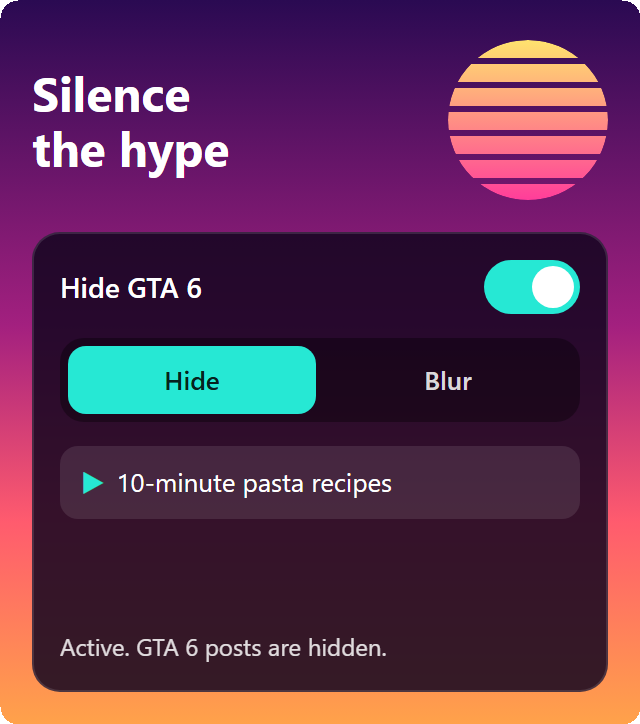 Silence
the hype
Hide GTA 6
Hide
Blur
10-minute pasta recipes
Active. GTA 6 posts are hidden.